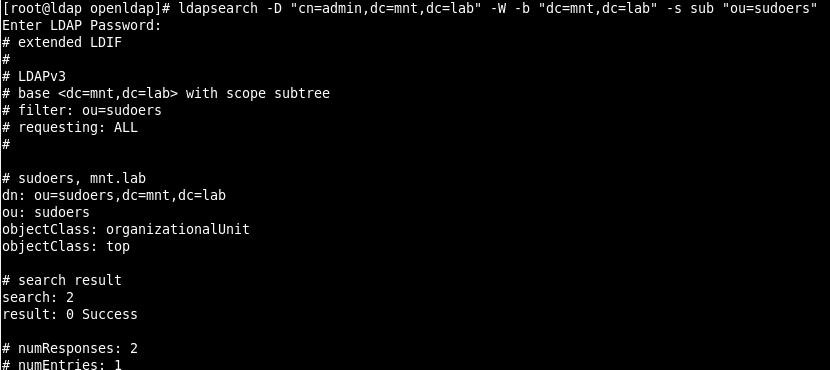 [root@ldap openldap]# ldapsearch -D "cn=admin,dc=mnt,dc=lab" -W -b "dc=mnt,dc=lab" -s sub "ou=sudoers"
Enter LDAP Password:
# extended LDIF
#
# LDAPv3
# base <dc=mnt,dc=lab> with scope subtree
# filter: ou=sudoers
# requesting: ALL
#
# sudoers, mnt.lab
dn: ou=sudoers,dc=mnt,dc=lab
ou: sudoers
objectClass: organizationalUnit
objectClass: top
# search result
search: 2
result: 0 Success
# numResponses: 2
# numEntries: 1